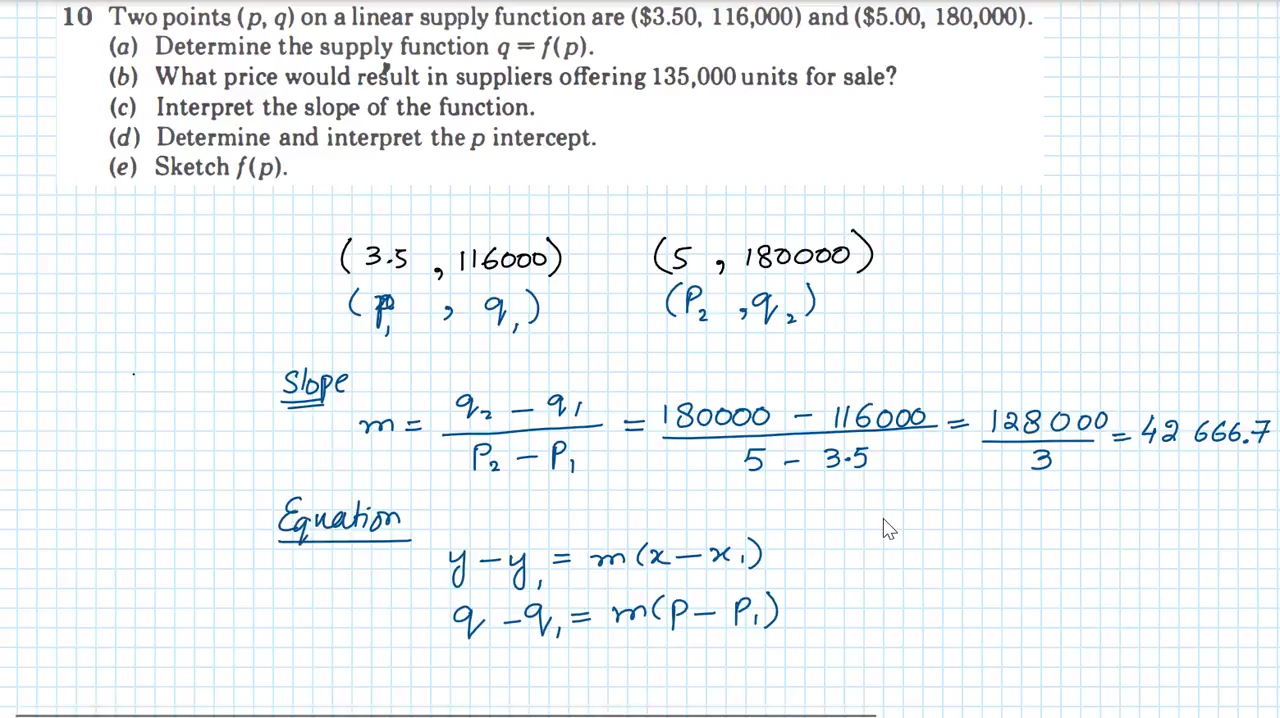 10 Two points (p, q) on a linear supply function are ($3.50, 116,000) and ($5.00, 180,000).
(a) Determine the supply function q = f(p).
(b) What price would result in suppliers offering 135,000 units for sale?
(c) Interpret the slope of the function.
(d) Determine and interpret the p intercept.
(e) Sketch f(p).
(3.5 , 116000) (5 , 180000)
(p₁ , q₁) (P₂ , q₂)
Slope
m = (q₂ − q₁)/(P₂ − P₁) = (180000 − 116000)/(5 − 3.5) = 128000/3 = 42 666.7
Equation
y − y₁ = m(x − x₁)
q − q₁ = m(P − P₁)